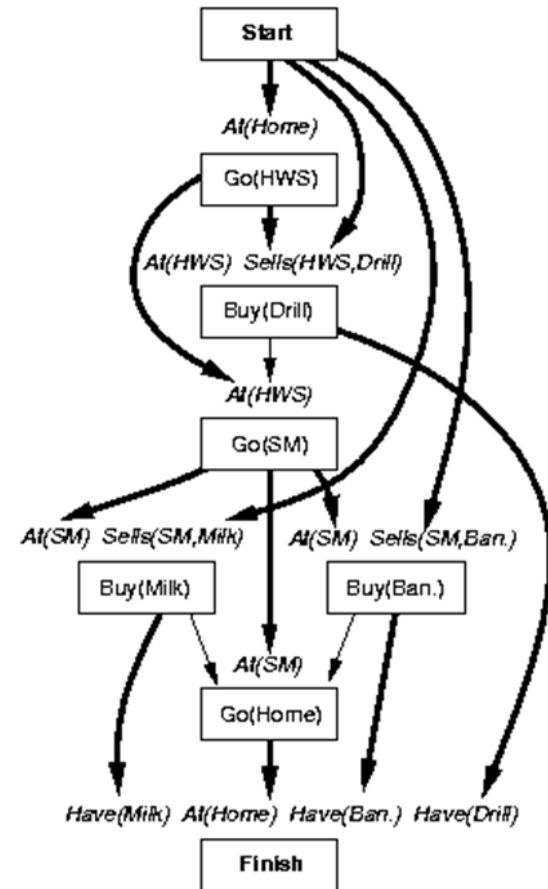 Start
At(Home)
Go(HWS)
At(HWS) Sells(HWS,Drill)
Buy(Drill)
At(HWS)
Go(SM)
At(SM) Sells(SM,Milk) At(SM) Sells(SM,Ban.)
Buy(Milk) Buy(Ban.)
At(SM)
Go(Home)
Have(Milk) At(Home) Have(Ban.) Have(Drill)
Finish